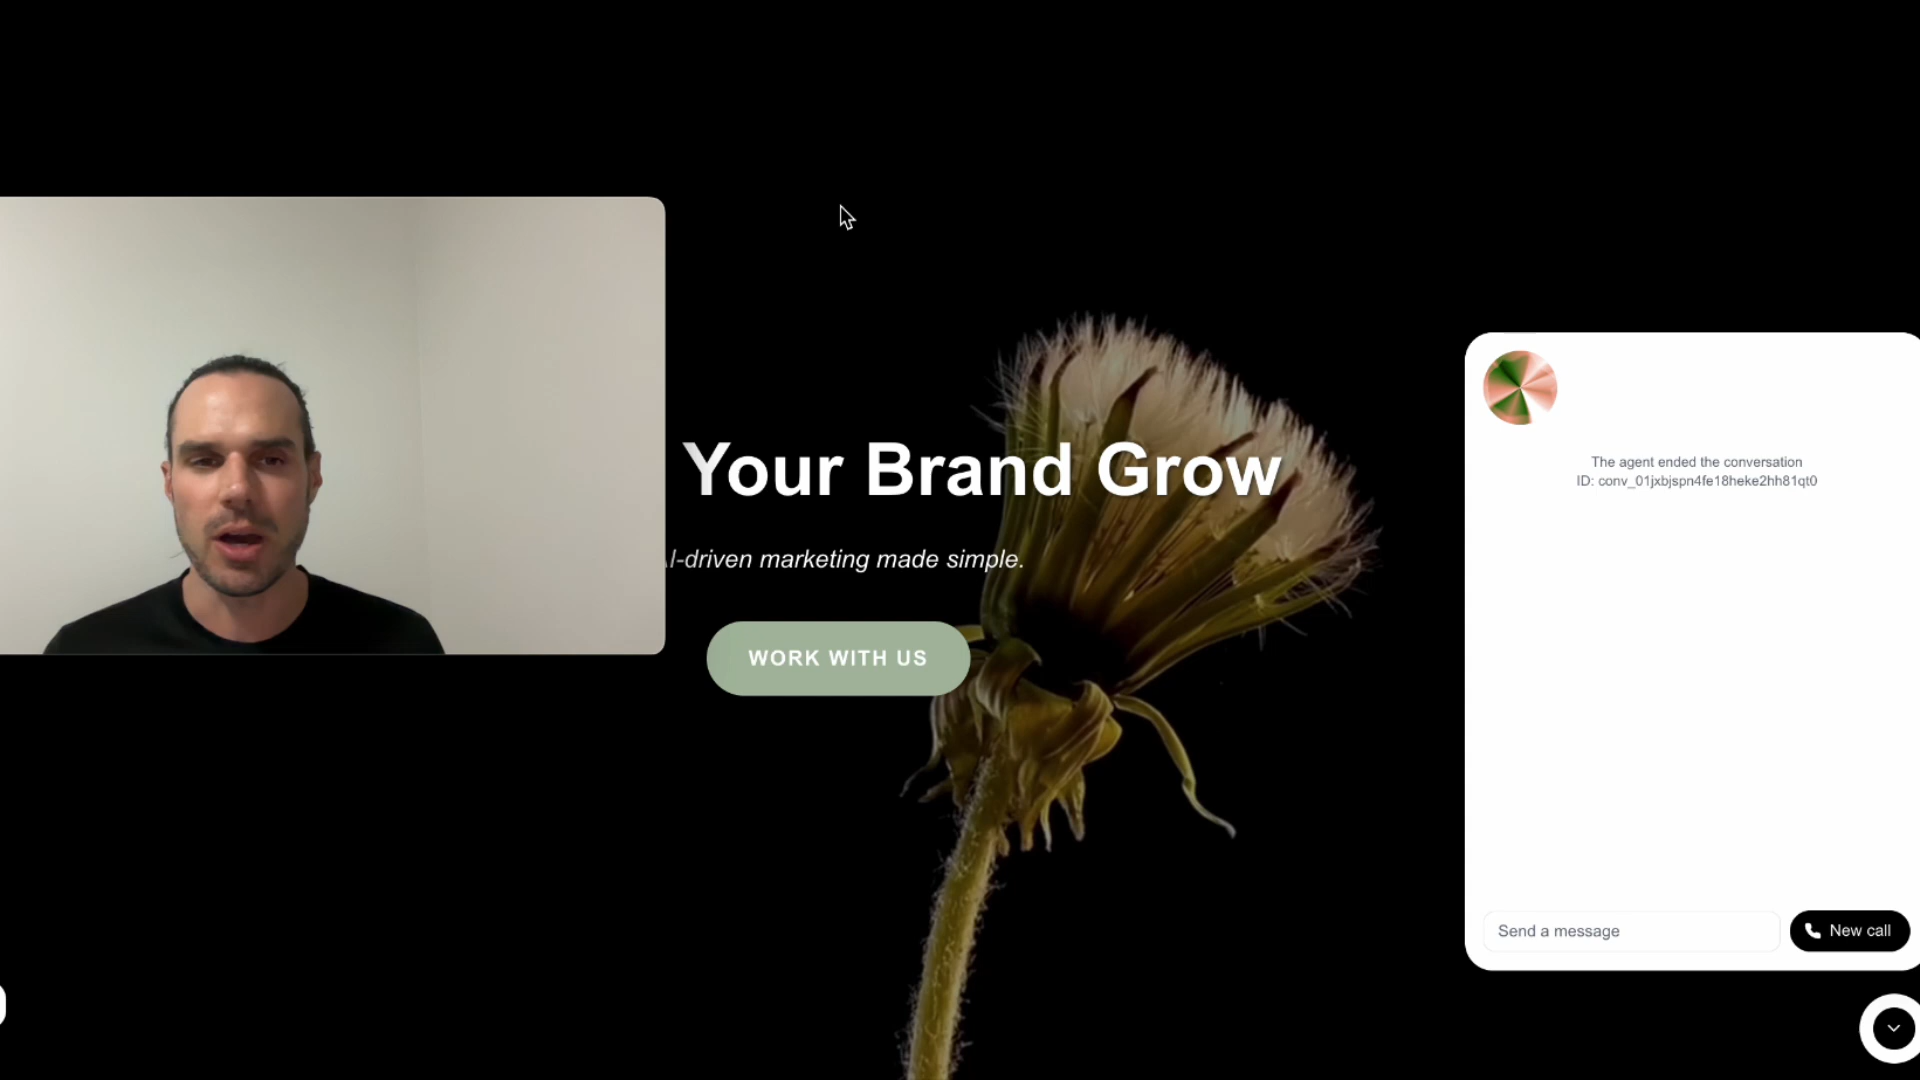 Your Brand Grow
I-driven marketing made simple.
WORK WITH US
The agent ended the conversation
ID: conv_01jxbjspn4fe18heke2hh81qt0
Send a message
New call